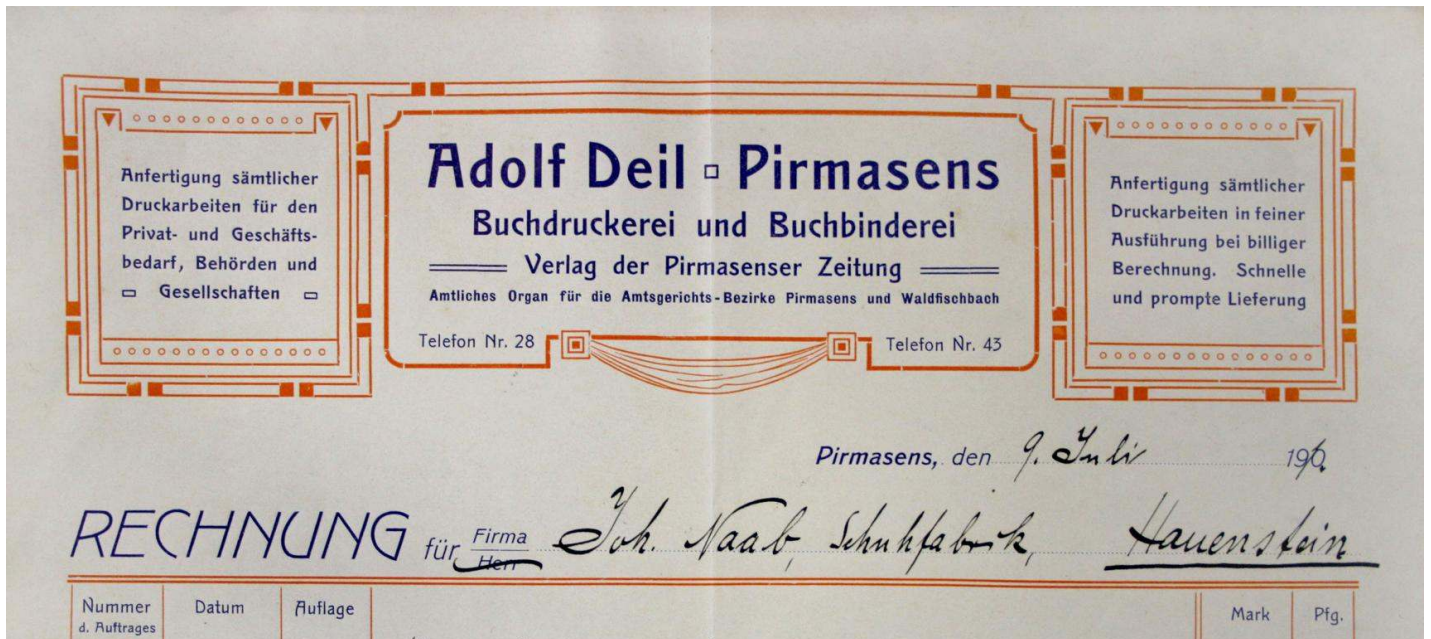 Anfertigung sämtlicher
Druckarbeiten für den
Privat- und Geschäfts-
bedarf, Behörden und
Gesellschaften
Adolf Deil Pirmasens
Buchdruckerei und Buchbinderei
Verlag der Pirmasenser Zeitung
Amtliches Organ für die Amtsgerichts-Bezirke Pirmasens und Waldfischbach
Telefon Nr. 28
Telefon Nr. 43
Anfertigung sämtlicher
Druckarbeiten in feiner
Ausführung bei billiger
Berechnung. Schnelle
und prompte Lieferung
Pirmasens, den 9. Juli
RECHNUNG für Firma Joh. Naab, Schuhfabrik, Hauenstein
Herr
Nummer d. Auftrages Datum Auflage Mark Pfg.